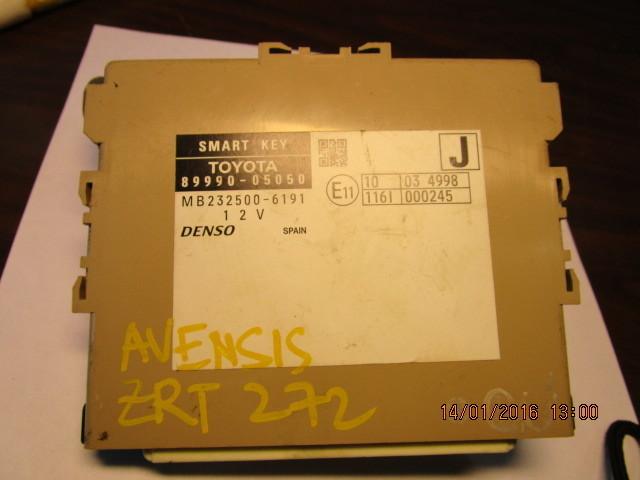 SMART KEY
TOYOTA
89990-05050
MB232500-6191
12V
DENSO SPAIN
J
E11
10 03 4998
116I 000245
AVENSIS
ZRT 272
14/01/2016 13:00